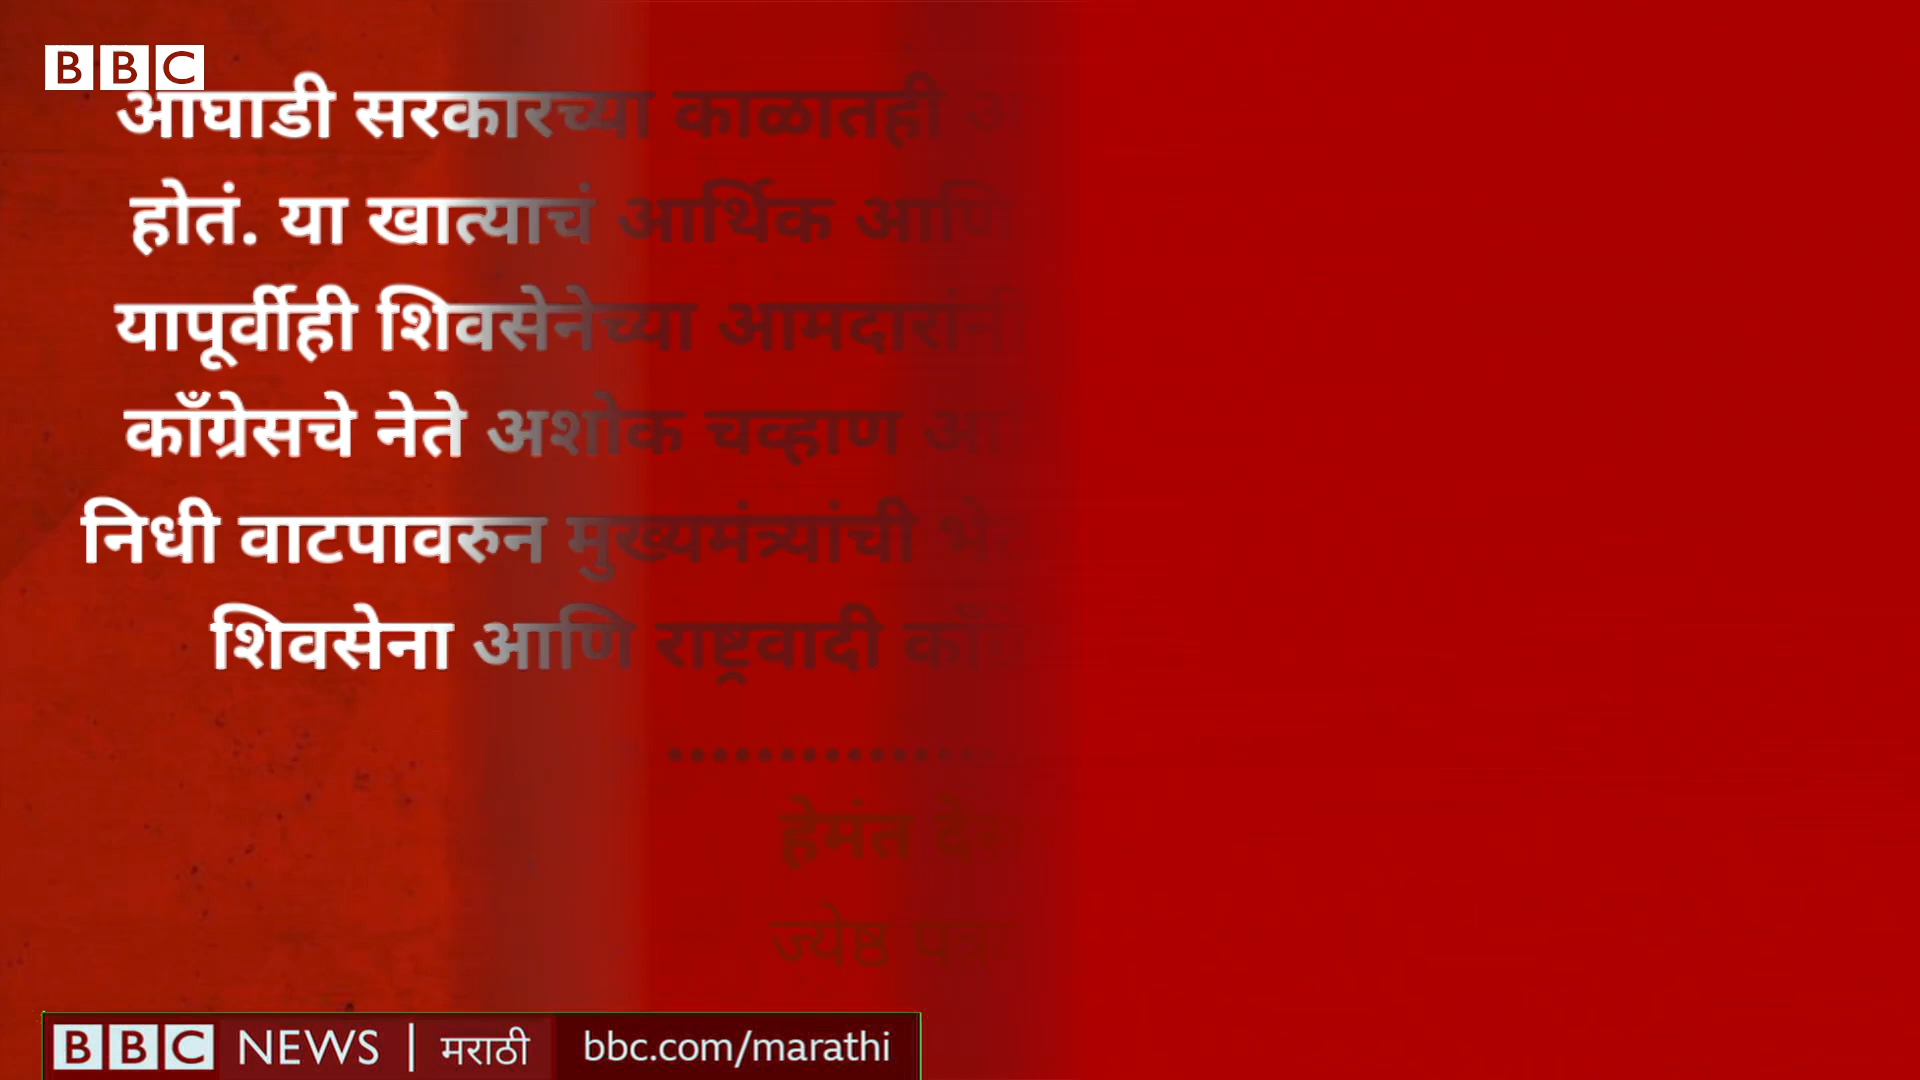 BBC
आघाडी सरकारच्या काळातही
होतं. या खात्याचं आर्थिक आणि
यापूर्वीही शिवसेनेच्या आमदारांनी
काँग्रेसचे नेते अशोक चव्हाण
निधी वाटपावरुन मुख्यमंत्र्यांची
शिवसेना आणि राष्ट्रवादी
..............
हेमंत
ज्येष्ठ
BBC NEWS | मराठी bbc.com/marathi